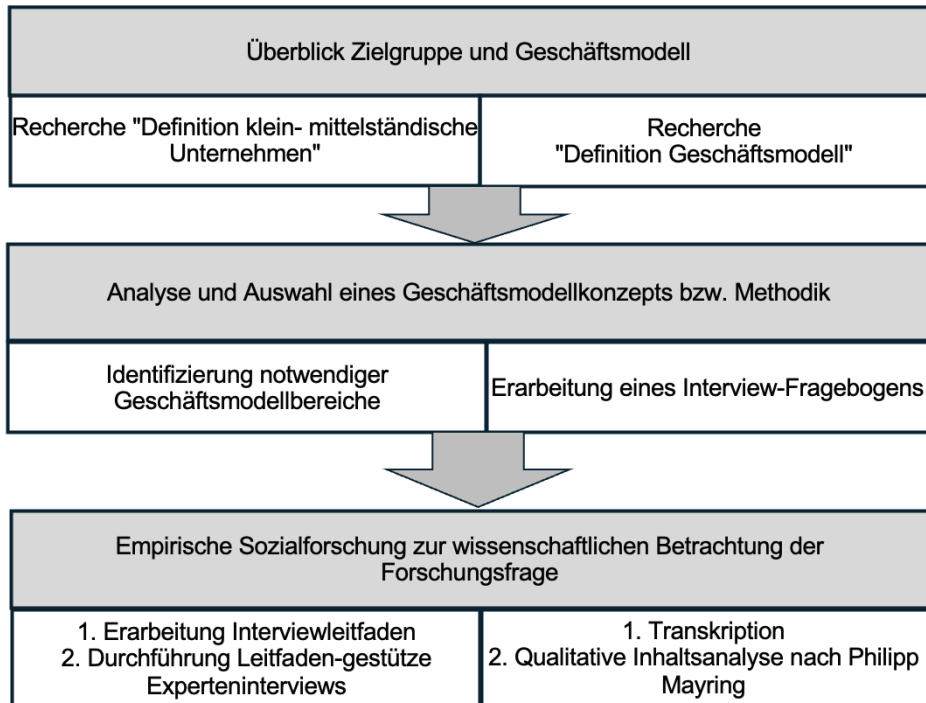 Überblick Zielgruppe und Geschäftsmodell
Recherche "Definition klein- mittelständische
Unternehmen"
Recherche
"Definition Geschäftsmodell"
Analyse und Auswahl eines Geschäftsmodellkonzepts bzw. Methodik
Identifizierung notwendiger
Geschäftsmodellbereiche
Erarbeitung eines Interview-Fragebogens
Empirische Sozialforschung zur wissenschaftlichen Betrachtung der
Forschungsfrage
1. Erarbeitung Interviewleitfaden
2. Durchführung Leitfaden-gestütze
Experteninterviews
1. Transkription
2. Qualitative Inhaltsanalyse nach Philipp
Mayring